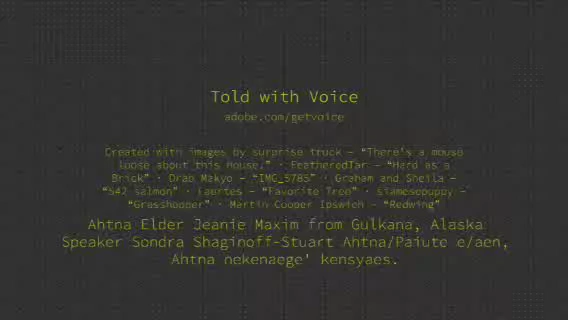 Told with Voice
adobe.com/getvoice
Created with images by surprise truck – "There's a mouse
loose about this house." · FeatheredTar – "Hard as a
Brick" · Drab Makyo – "IMG_5785" · Graham and Sheila –
"S42 salmon" · Laertes – "Favorite Tree" · siamesepuppy –
"Grasshopper" · Martin Cooper Ipswich – "Redwing"
Ahtna Elder Jeanie Maxim from Gulkana, Alaska
Speaker Sondra Shaginoff-Stuart Ahtna/Paiute e/aen,
Ahtna nekenaege' kensyaes.